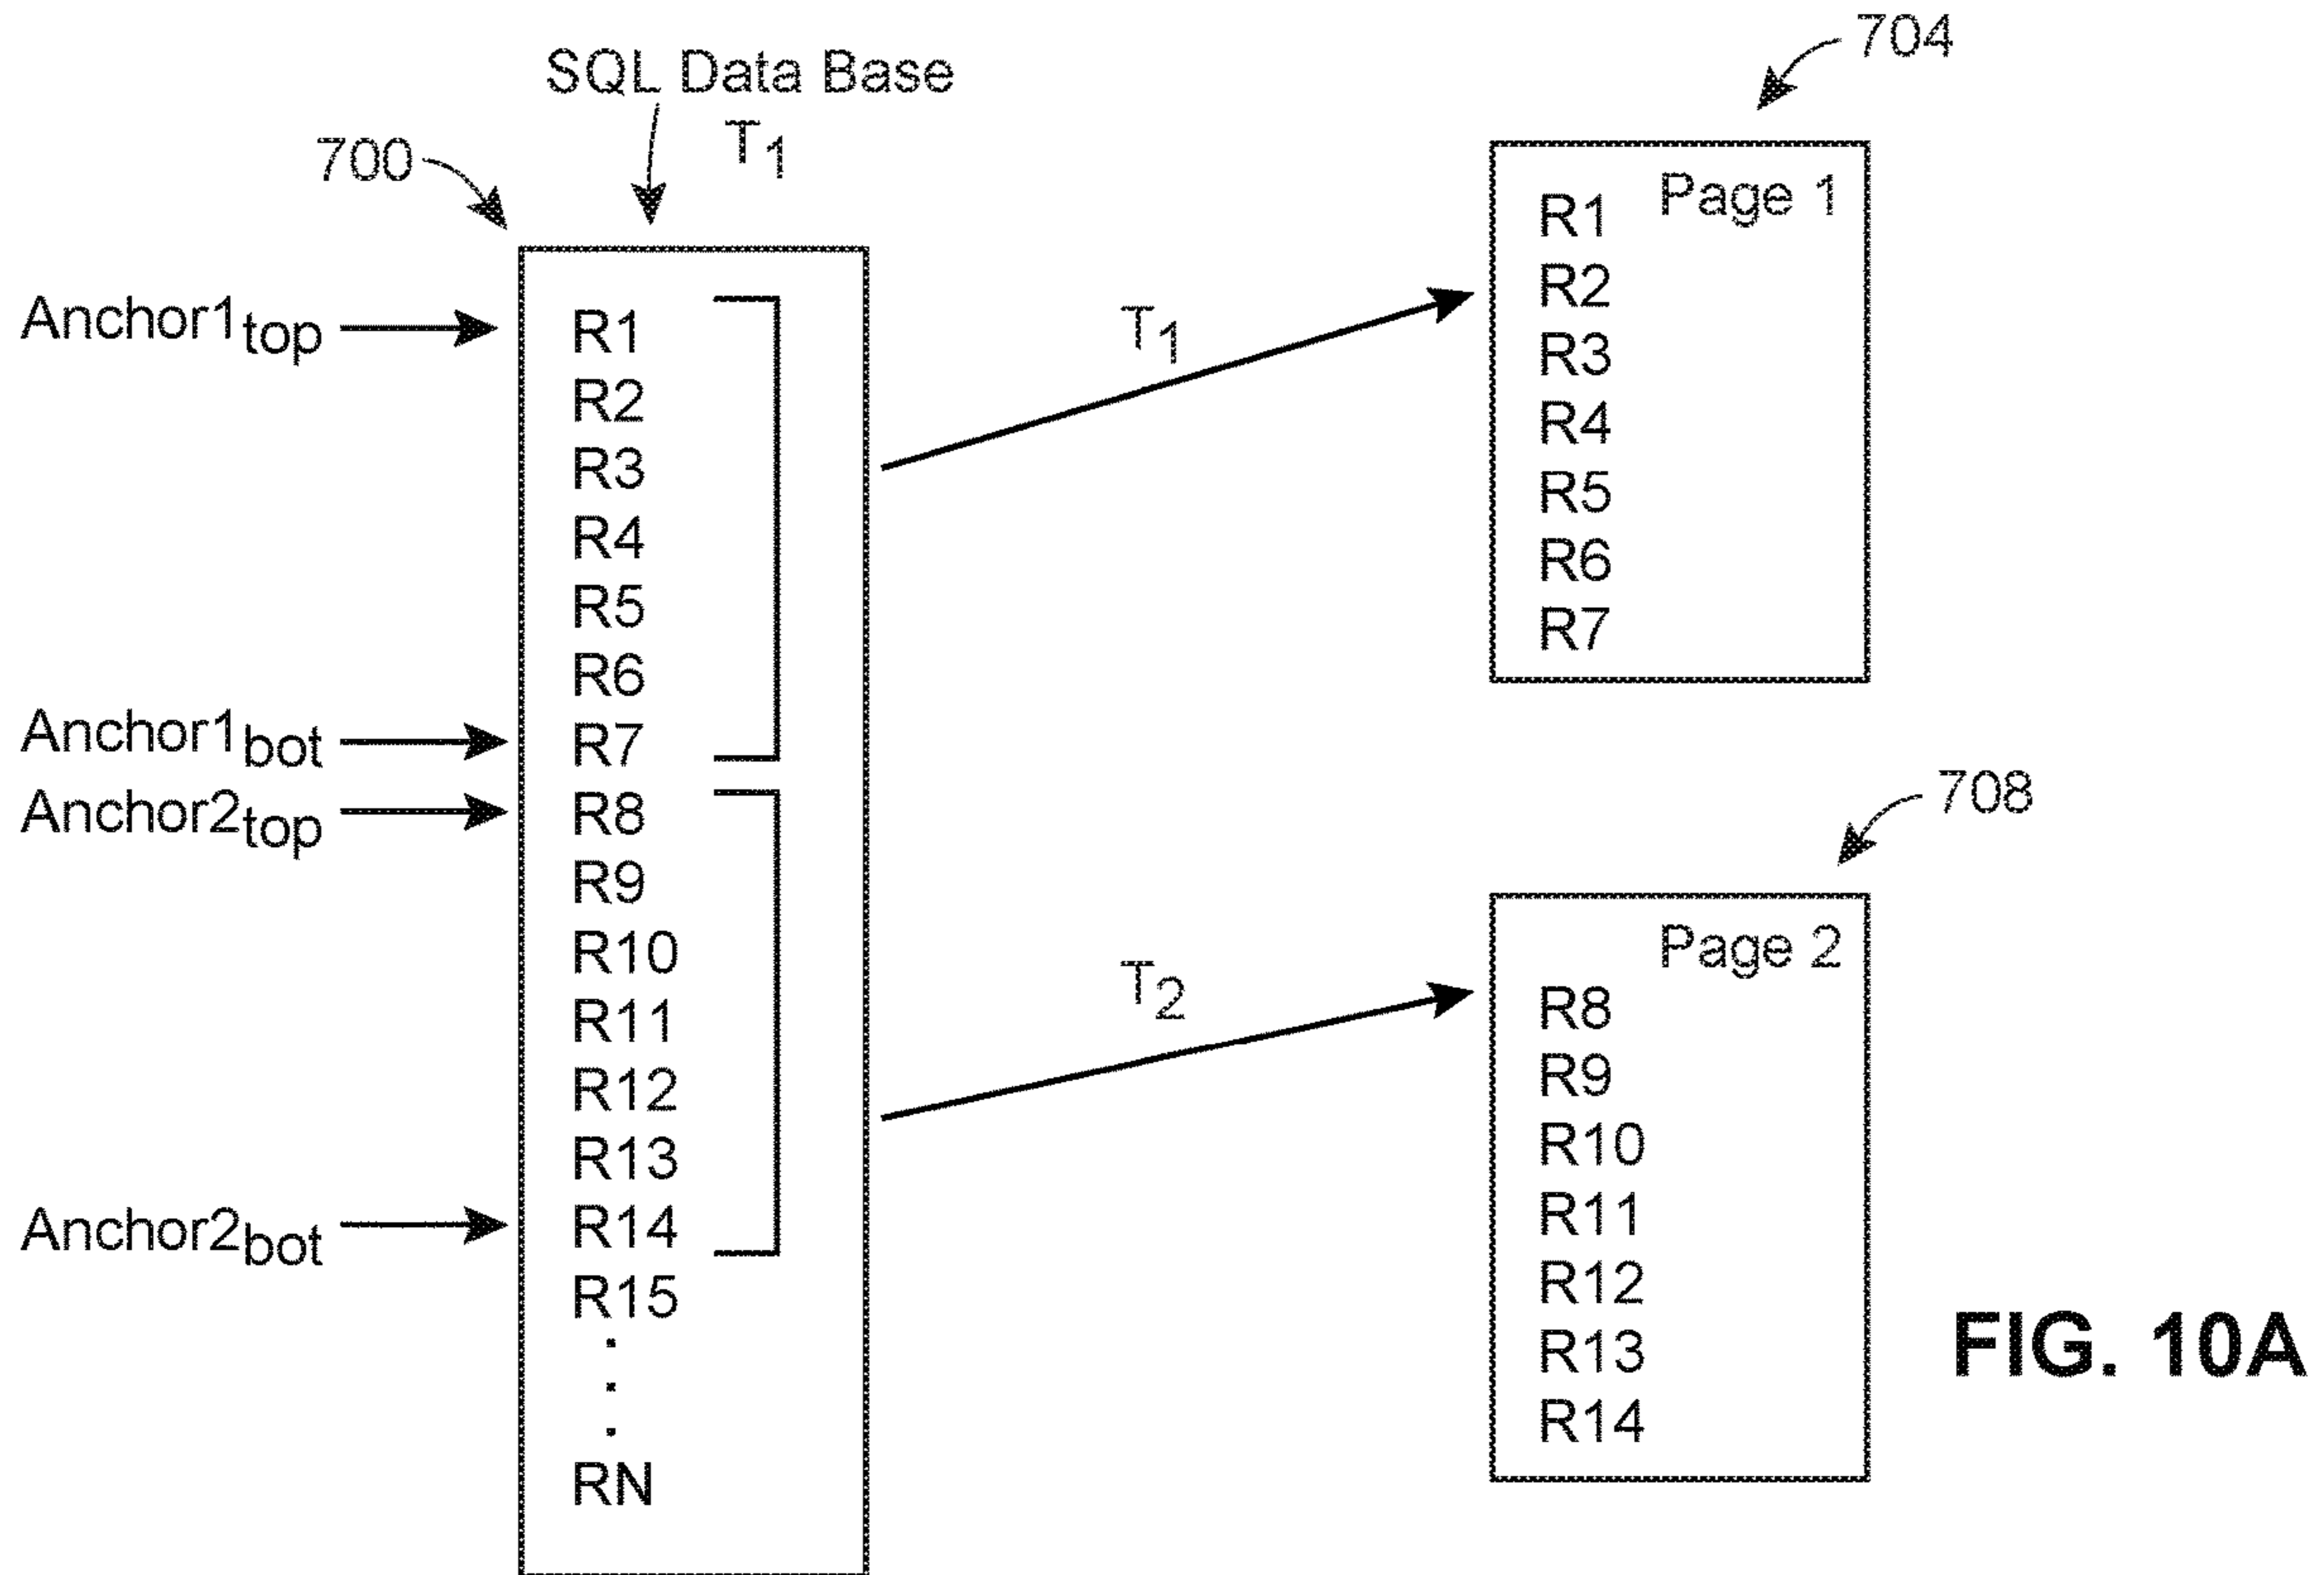 SQL Data Base
T1
700
Anchor1top
R1
R2
R3
R4
R5
R6
Anchor1bot
R7
Anchor2top
R8
R9
R10
R11
R12
R13
Anchor2bot
R14
R15
.
.
.
RN
T1
T2
704
Page 1
R1
R2
R3
R4
R5
R6
R7
708
Page 2
R8
R9
R10
R11
R12
R13
R14
FIG. 10A